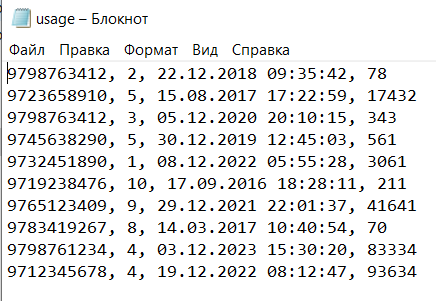 usage – Блокнот
Файл Правка Формат Вид Справка
9798763412, 2, 22.12.2018 09:35:42, 78
9723658910, 5, 15.08.2017 17:22:59, 17432
9798763412, 3, 05.12.2020 20:10:15, 343
9745638290, 5, 30.12.2019 12:45:03, 561
9732451890, 1, 08.12.2022 05:55:28, 3061
9719238476, 10, 17.09.2016 18:28:11, 211
9765123409, 9, 29.12.2021 22:01:37, 41641
9783419267, 8, 14.03.2017 10:40:54, 70
9798761234, 4, 03.12.2023 15:30:20, 83334
9712345678, 4, 19.12.2022 08:12:47, 93634